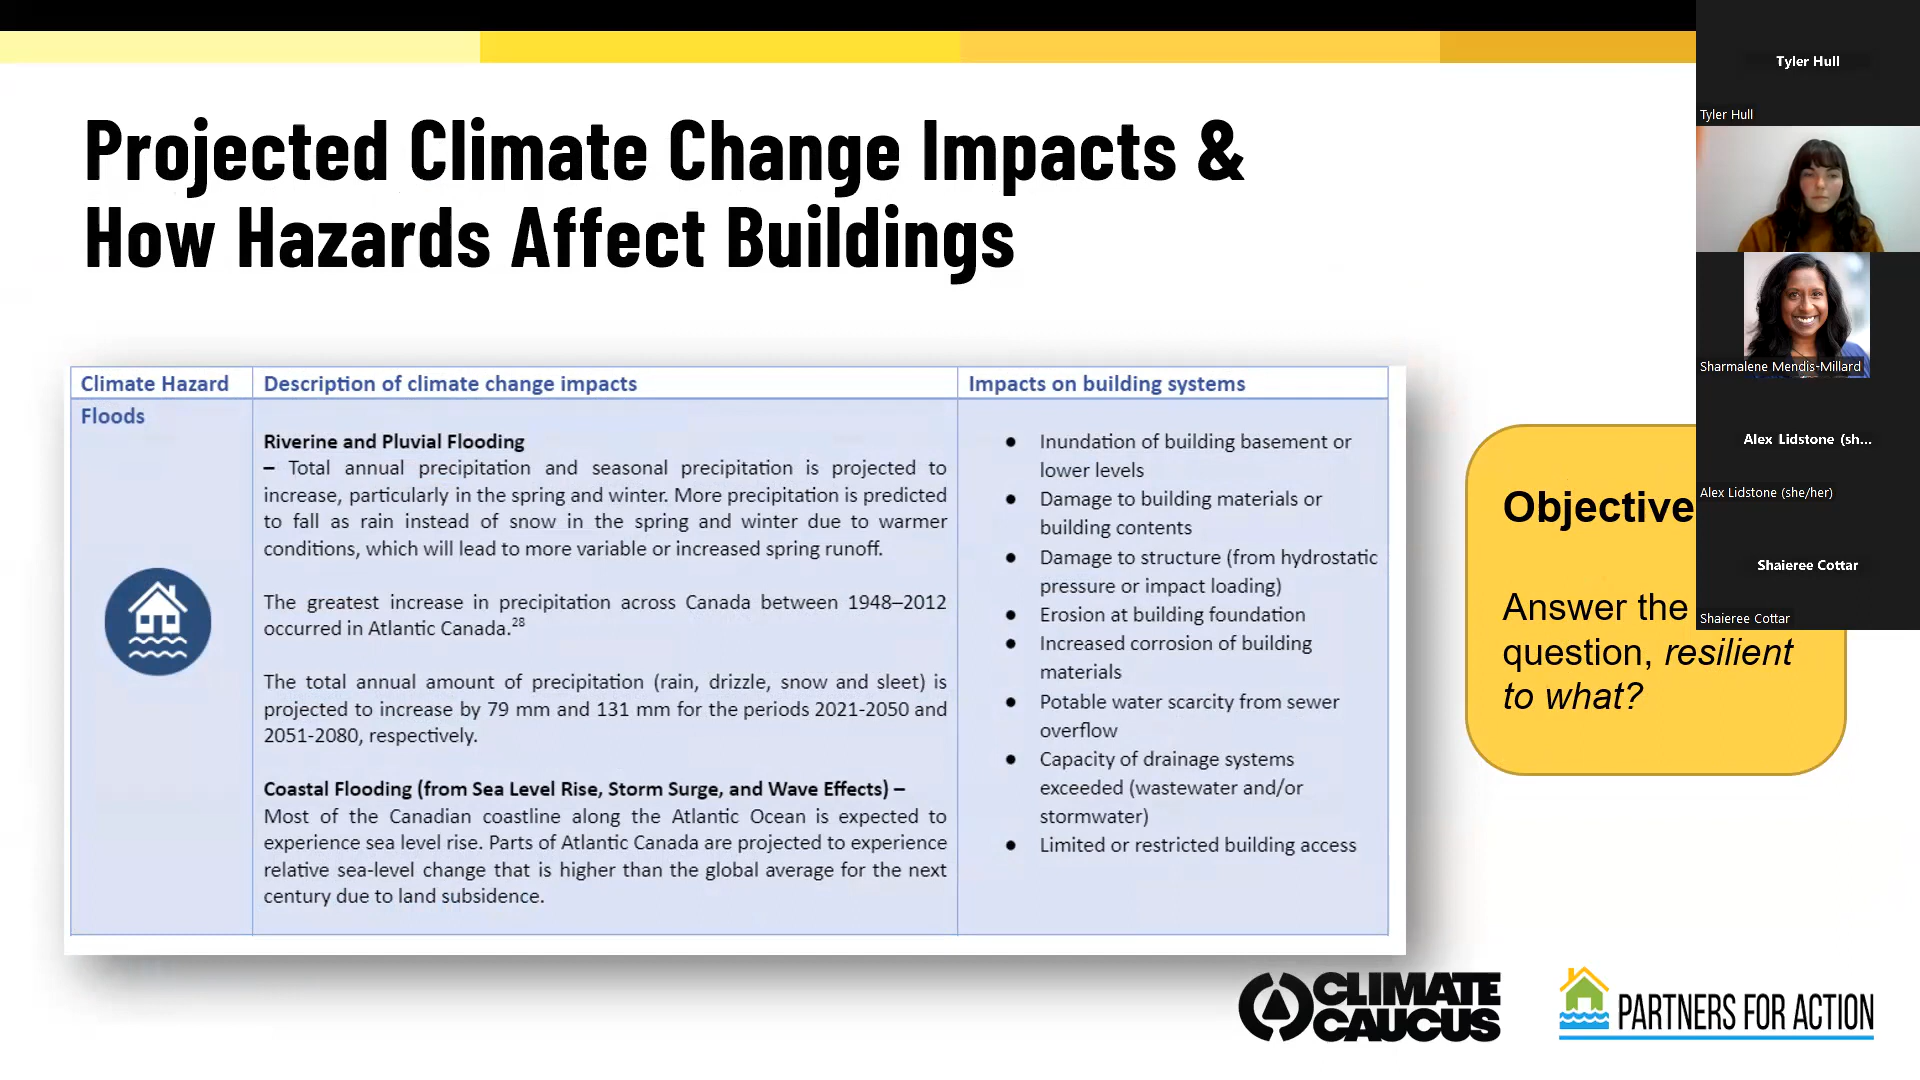 Projected Climate Change Impacts &
How Hazards Affect Buildings
Climate Hazard
Description of climate change impacts
Impacts on building systems
Floods
Riverine and Pluvial Flooding
– Total annual precipitation and seasonal precipitation is projected to
increase, particularly in the spring and winter. More precipitation is predicted
to fall as rain instead of snow in the spring and winter due to warmer
conditions, which will lead to more variable or increased spring runoff.
The greatest increase in precipitation across Canada between 1948–2012
occurred in Atlantic Canada.28
The total annual amount of precipitation (rain, drizzle, snow and sleet) is
projected to increase by 79 mm and 131 mm for the periods 2021-2050 and
2051-2080, respectively.
Coastal Flooding (from Sea Level Rise, Storm Surge, and Wave Effects) –
Most of the Canadian coastline along the Atlantic Ocean is expected to
experience sea level rise. Parts of Atlantic Canada are projected to experience
relative sea-level change that is higher than the global average for the next
century due to land subsidence.
● Inundation of building basement or
lower levels
● Damage to building materials or
building contents
● Damage to structure (from hydrostatic
pressure or impact loading)
● Erosion at building foundation
● Increased corrosion of building
materials
● Potable water scarcity from sewer
overflow
● Capacity of drainage systems
exceeded (wastewater and/or
stormwater)
● Limited or restricted building access
Objective
Answer the
question, resilient
to what?
CLIMATE
CAUCUS
PARTNERS FOR ACTION
Tyler Hull
Tyler Hull
Sharmalene Mendis-Millard
Alex Lidstone (sh...
Alex Lidstone (she/her)
Shaieree Cottar
Shaieree Cottar